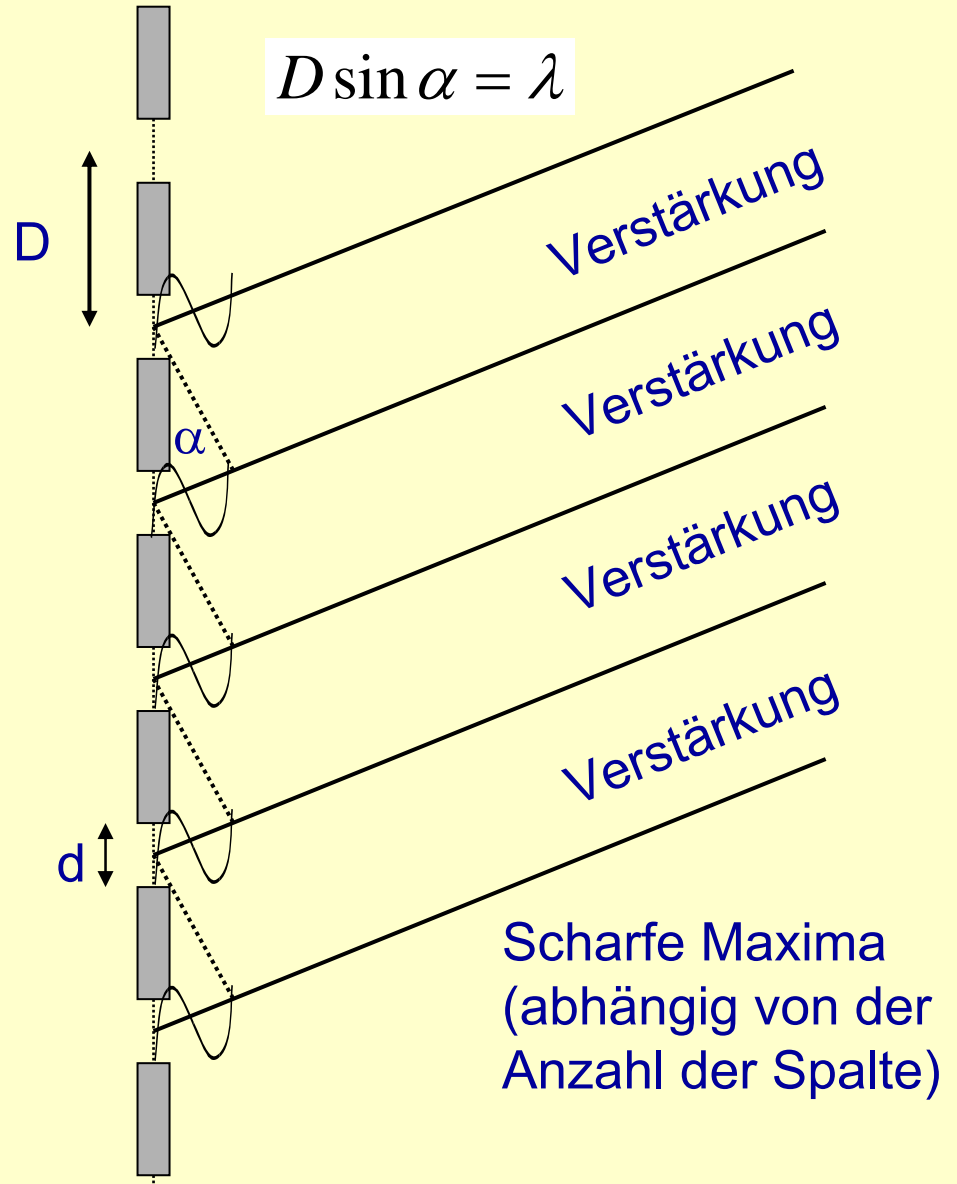 D sin α = λ
Verstärkung
D
Verstärkung
α
Verstärkung
Verstärkung
d
Scharfe Maxima
(abhängig von der
Anzahl der Spalte)